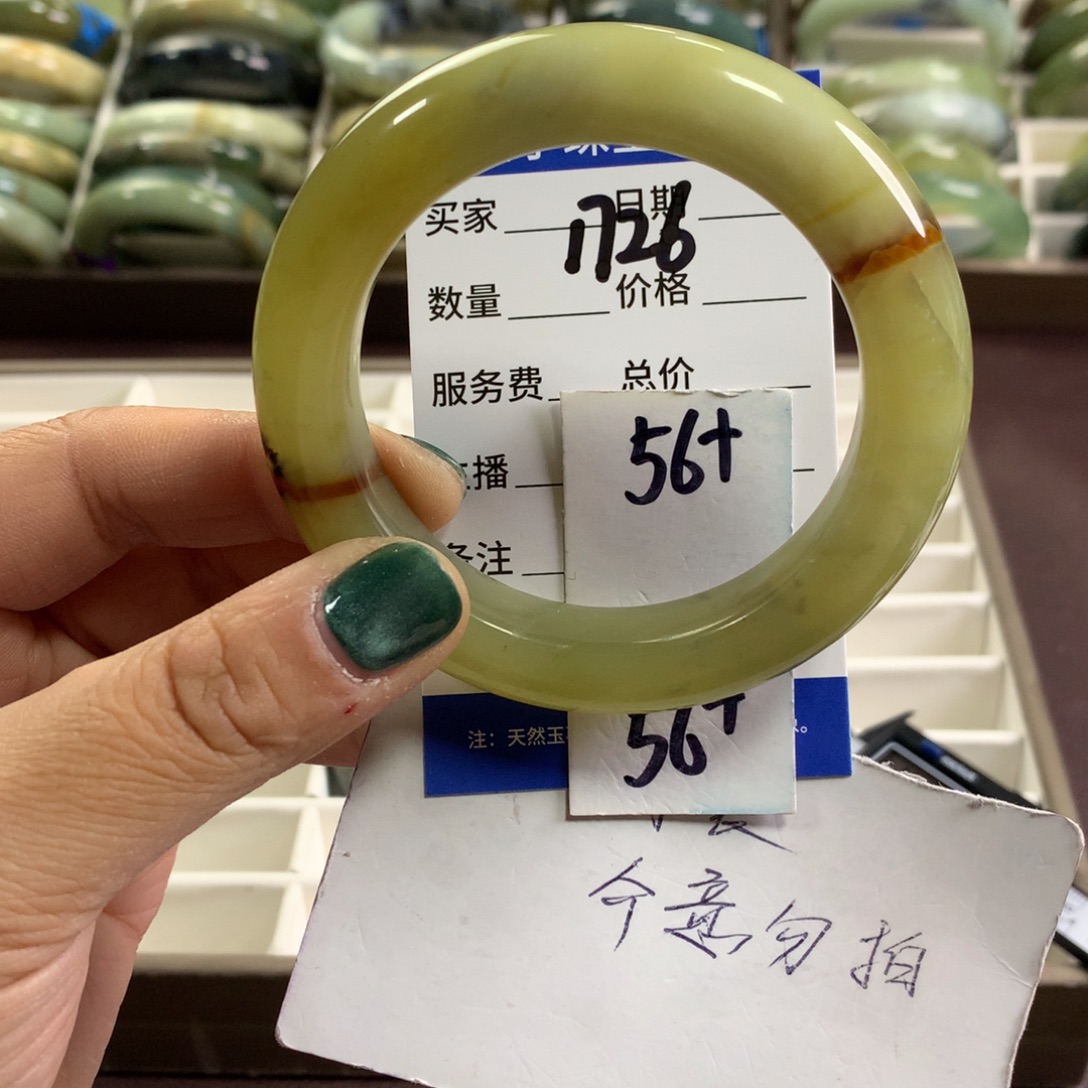 买家 日期
1726
数量 价格
服务费 总价
56+
播
备注
56+
注：天然玉
介意勿拍